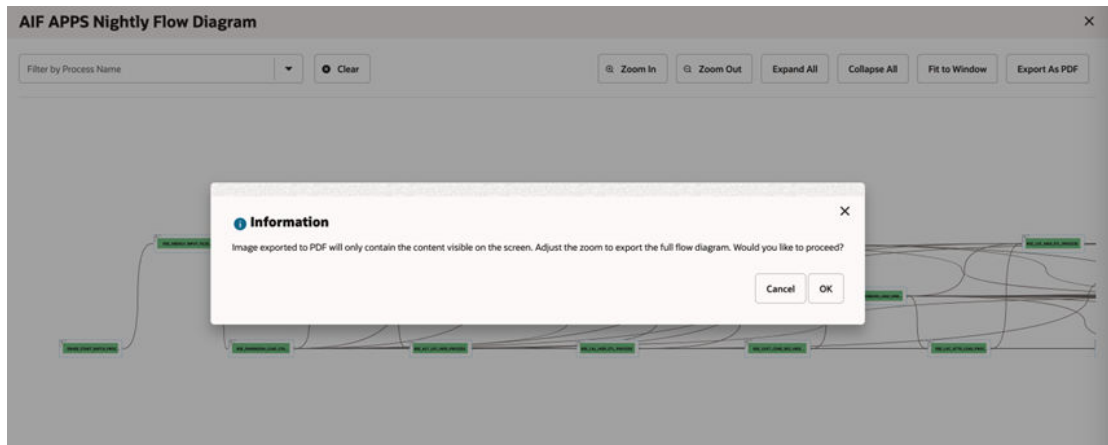 AIF APPS Nightly Flow Diagram
Filter by Process Name
Clear
Zoom In
Zoom Out
Expand All
Collapse All
Fit to Window
Export As PDF
Information
Image exported to PDF will only contain the content visible on the screen. Adjust the zoom to export the full flow diagram. Would you like to proceed?
Cancel
OK